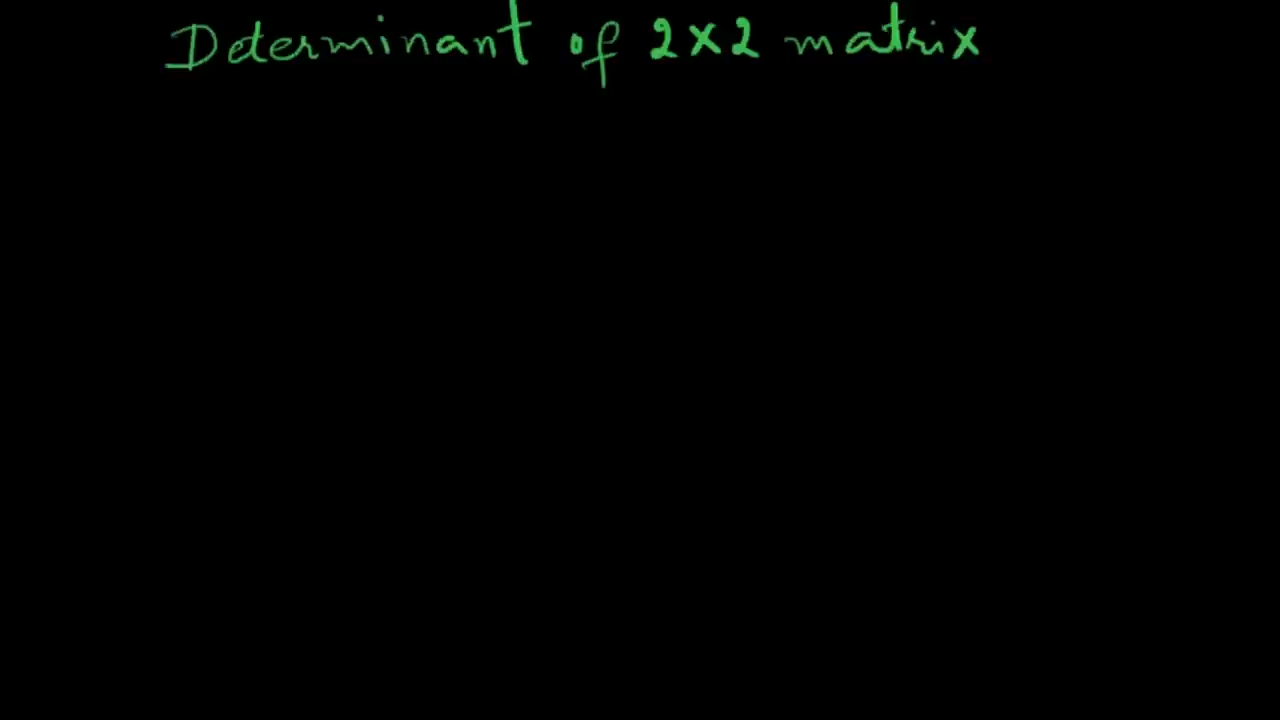 Determinant of 2x2 matrix